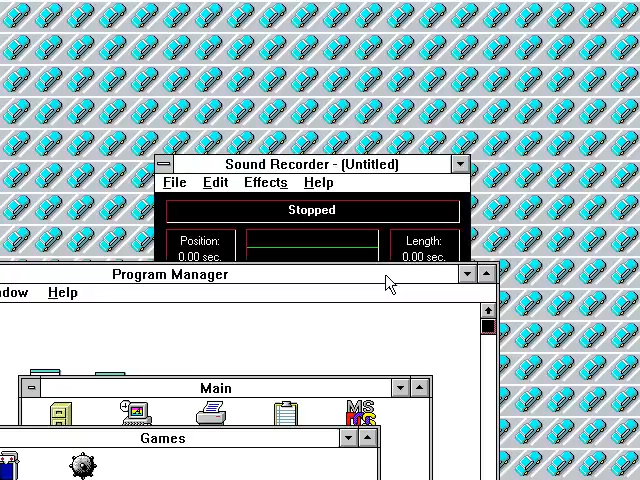 Sound Recorder - (Untitled)
File Edit Effects Help
Stopped
Position: Length:
0.00 sec. 0.00 sec.
Program Manager
ndow Help
Main
MS
Games